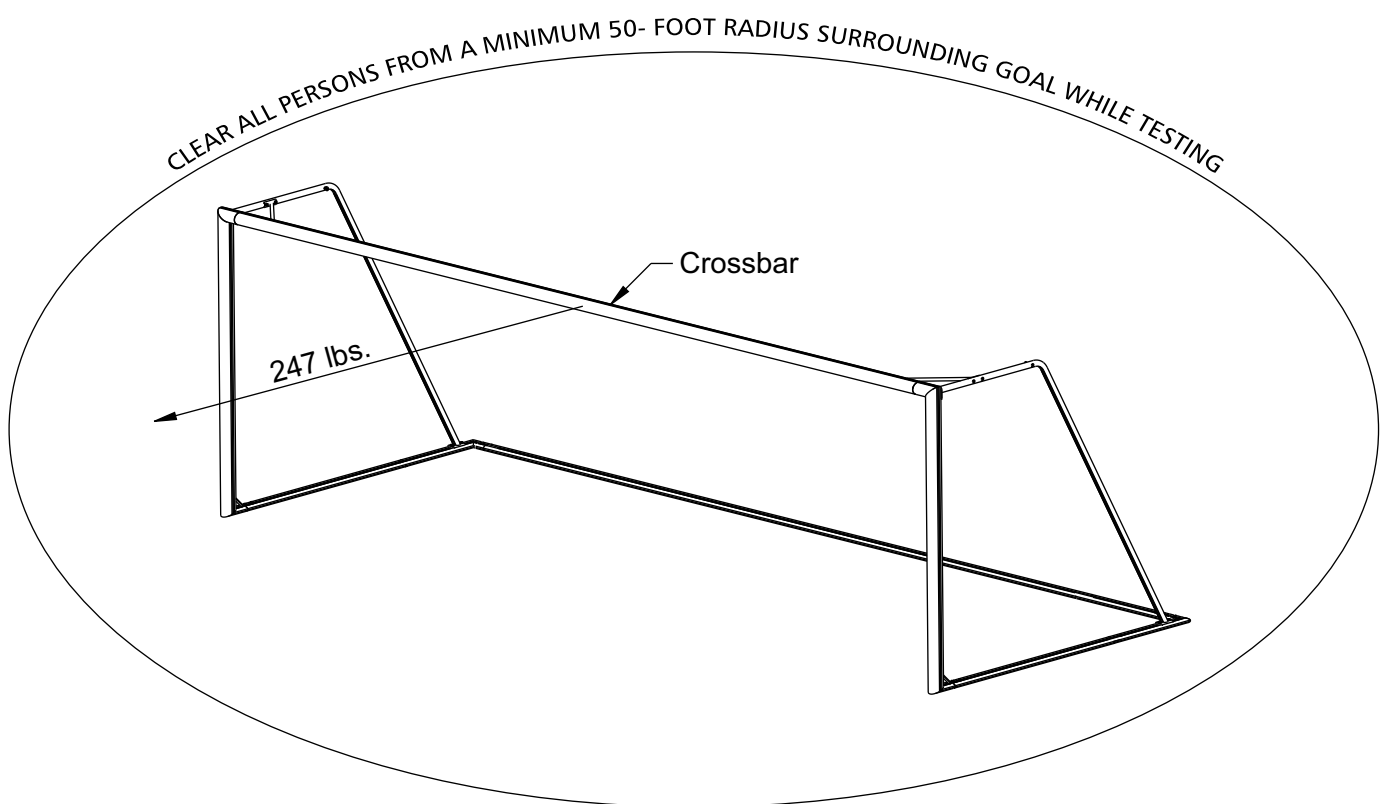 CLEAR ALL PERSONS FROM A MINIMUM 50- FOOT RADIUS SURROUNDING GOAL WHILE TESTING
Crossbar
247 lbs.